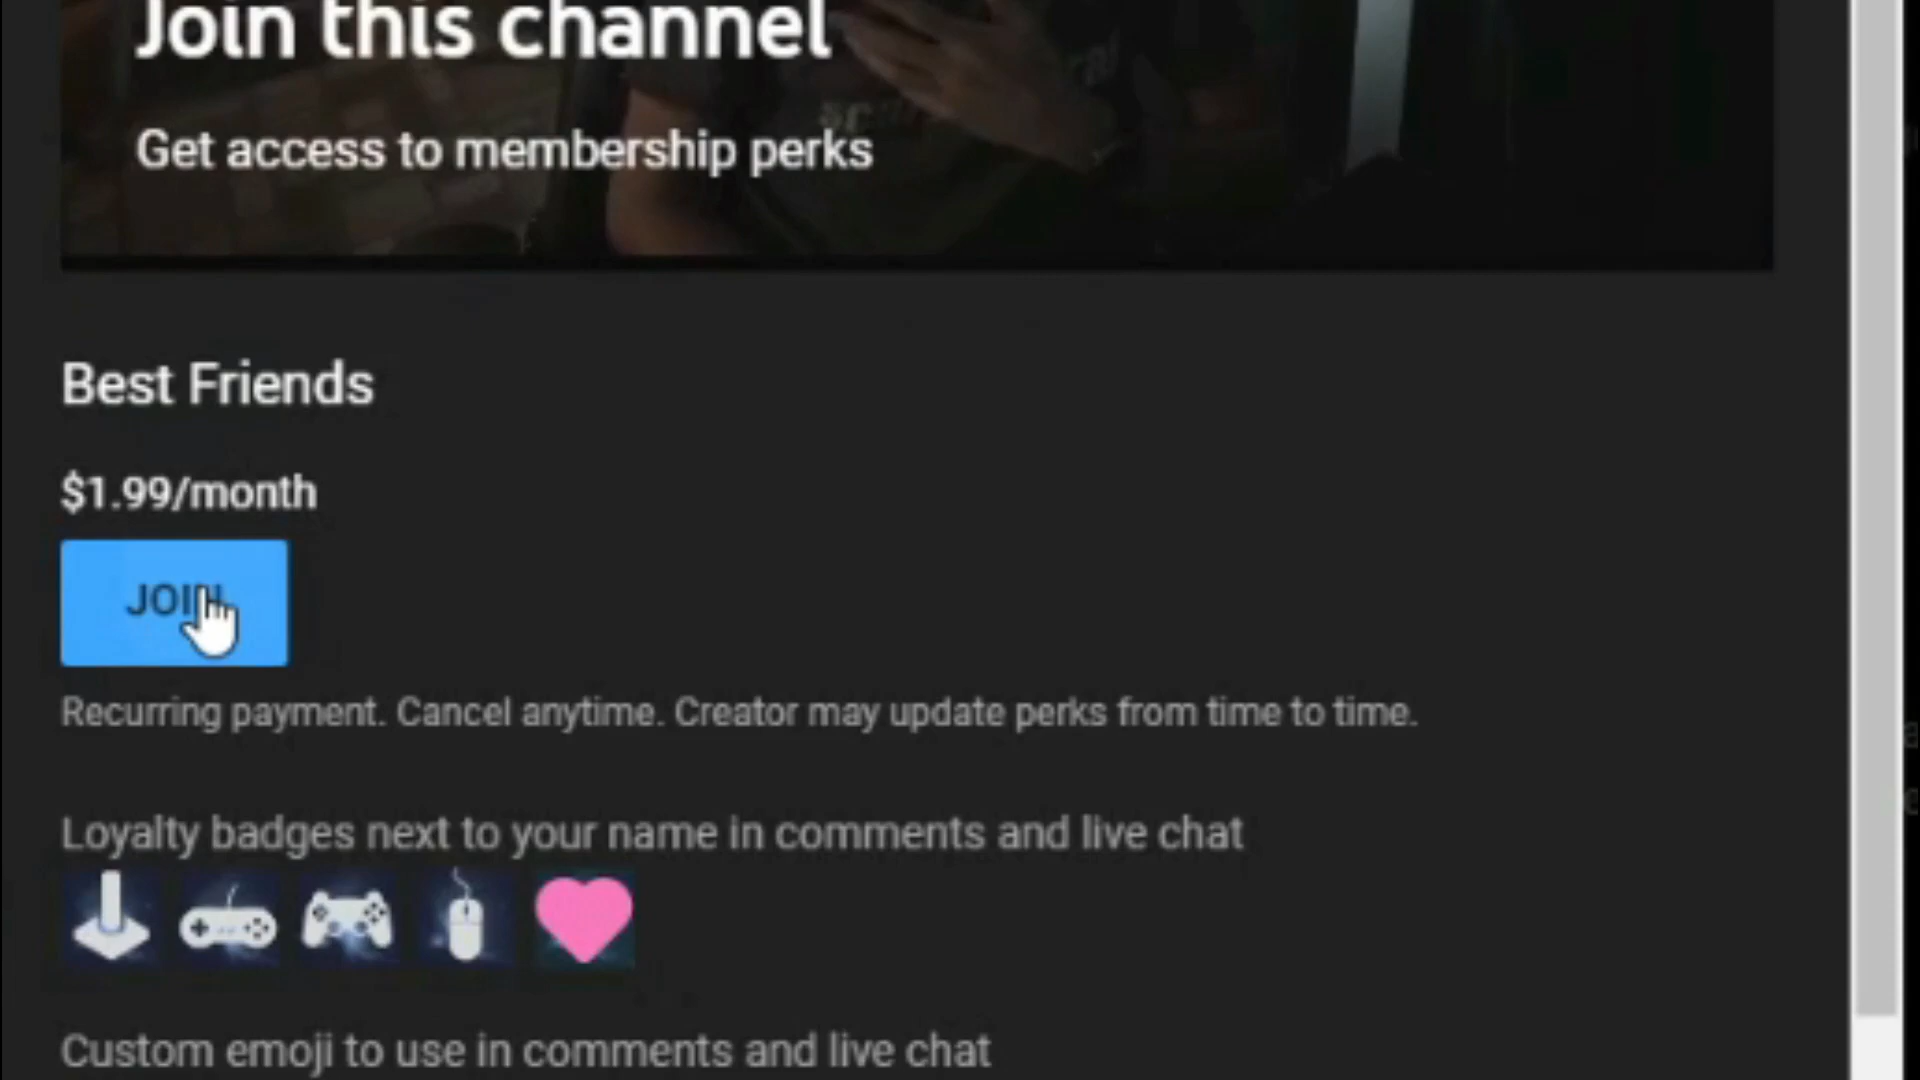 Join this channel
Get access to membership perks
Best Friends
$1.99/month
JOIN
Recurring payment. Cancel anytime. Creator may update perks from time to time.
Loyalty badges next to your name in comments and live chat
Custom emoji to use in comments and live chat